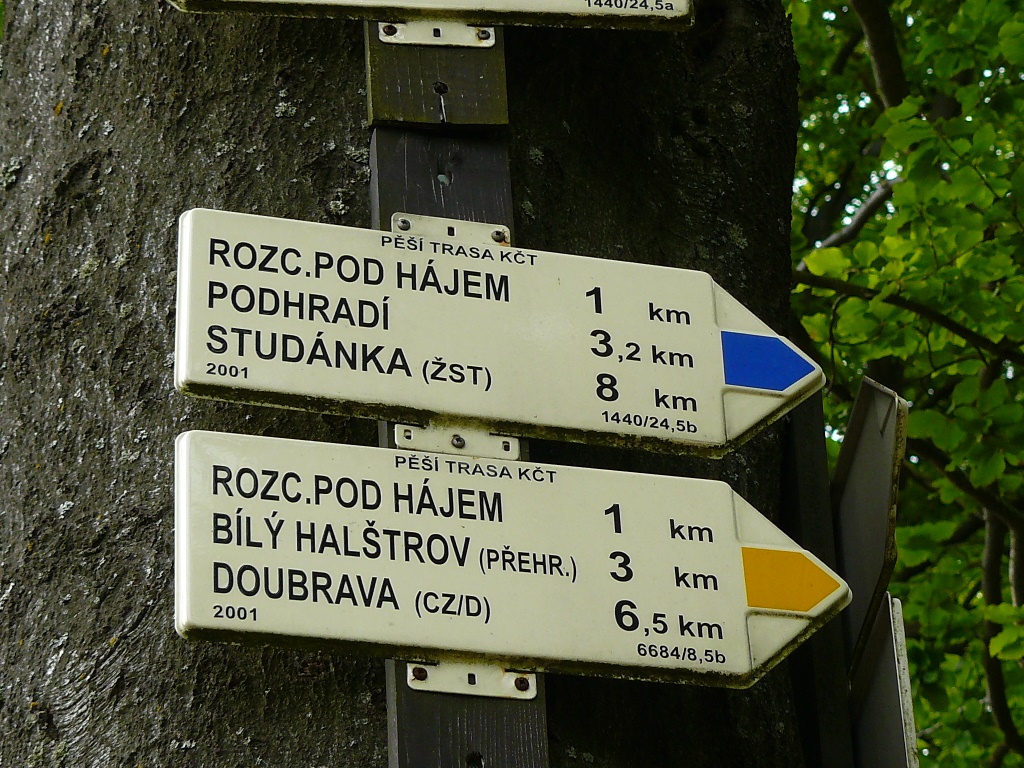 1440/24,5a
PĚŠÍ TRASA KČT
ROZC.POD HÁJEM 1 km
PODHRADÍ 3,2 km
STUDÁNKA (ŽST) 8 km
2001 1440/24,5b
PĚŠÍ TRASA KČT
ROZC.POD HÁJEM 1 km
BÍLÝ HALŠTROV (PŘEHR.) 3 km
DOUBRAVA (CZ/D) 6,5 km
2001 6684/8,5b